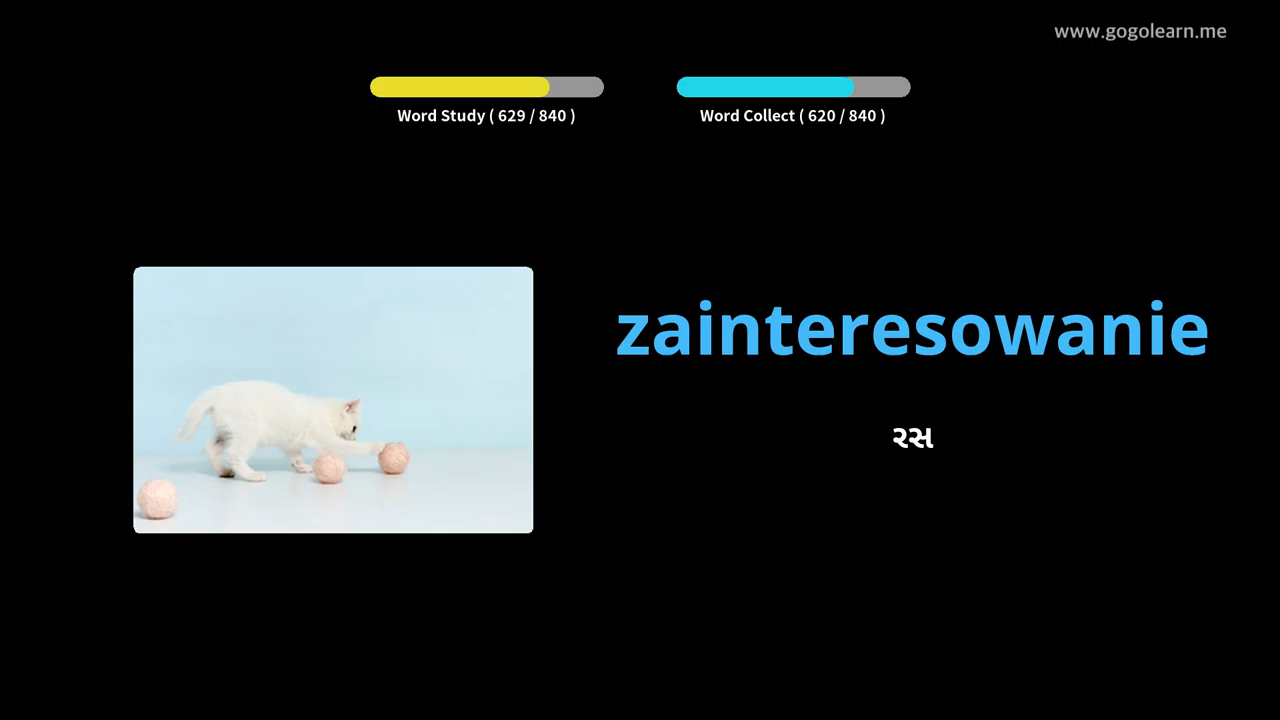 www.gogolearn.me
Word Study ( 629 / 840 )
Word Collect ( 620 / 840 )
zainteresowanie
રસ